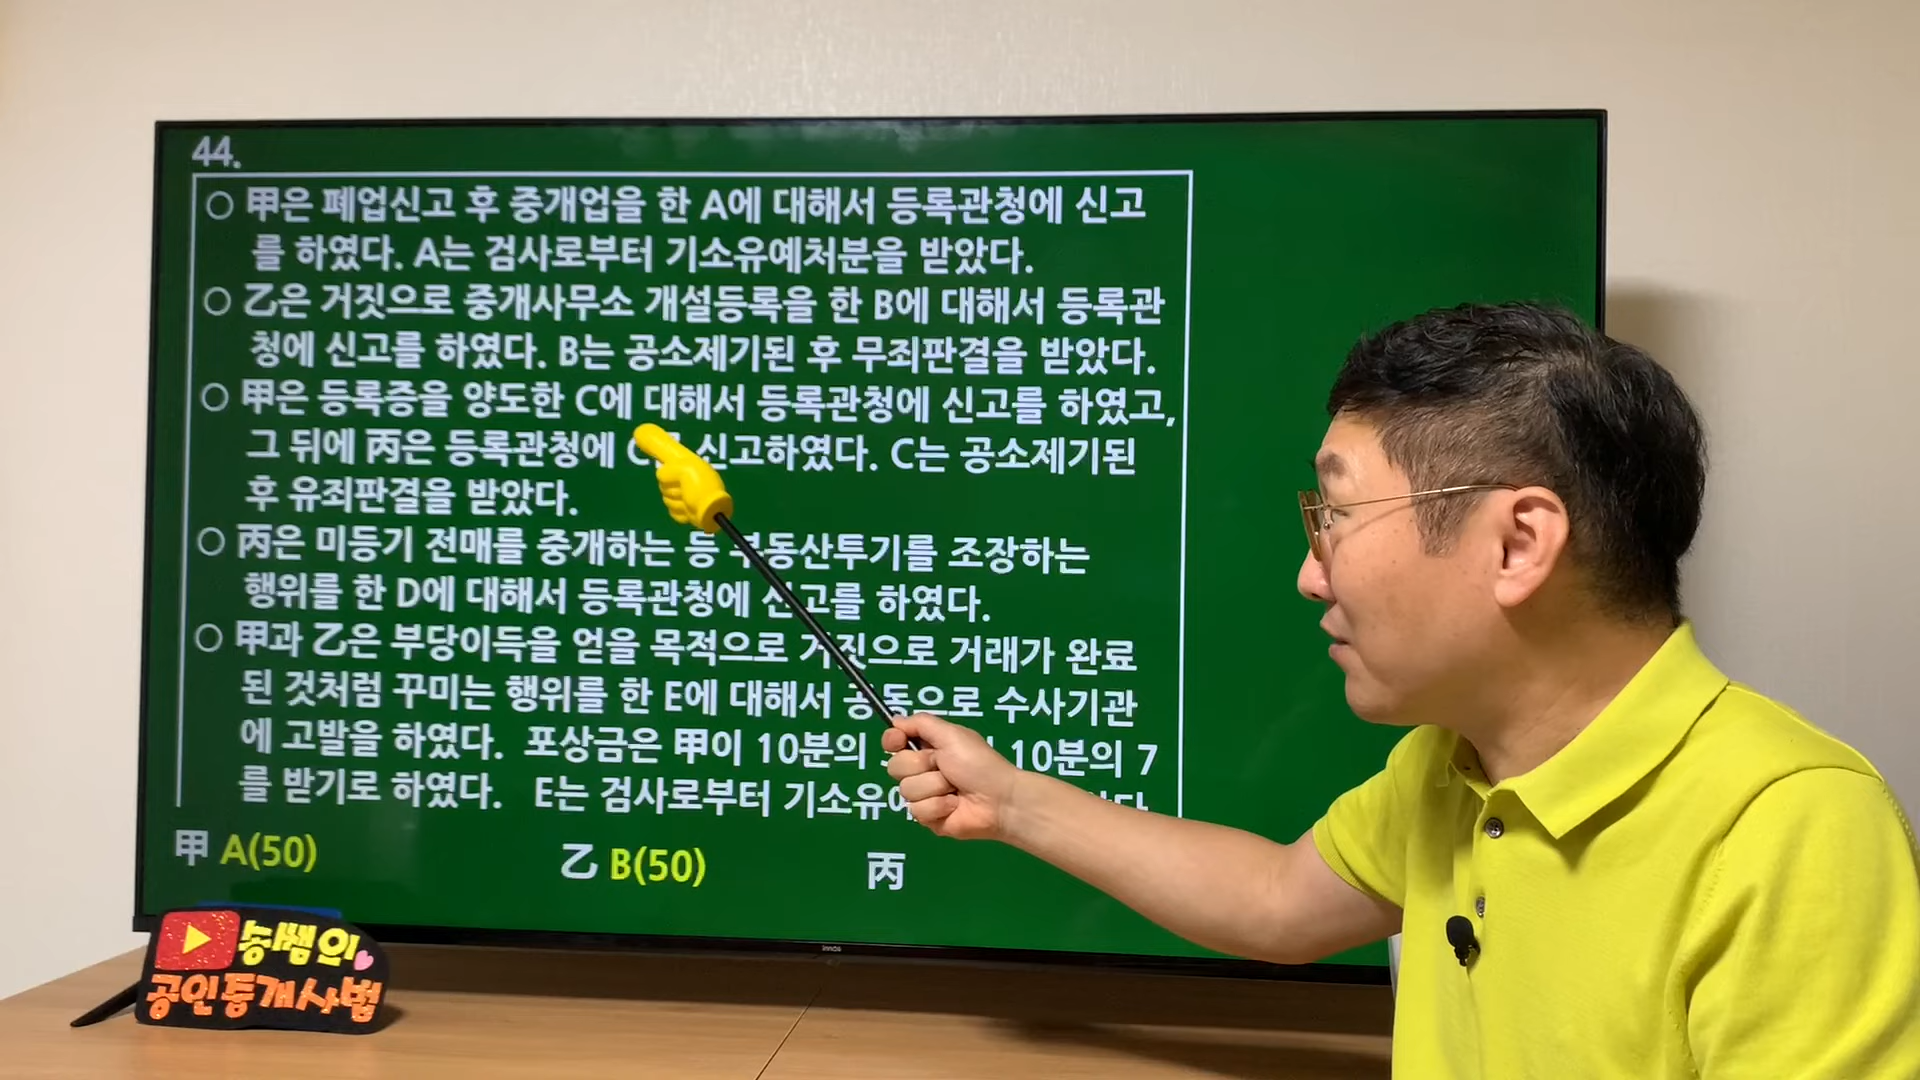 44.
○ 甲은 폐업신고 후 중개업을 한 A에 대해서 등록관청에 신고
를 하였다. A는 검사로부터 기소유예처분을 받았다.
○ 乙은 거짓으로 중개사무소 개설등록을 한 B에 대해서 등록관
청에 신고를 하였다. B는 공소제기된 후 무죄판결을 받았다.
○ 甲은 등록증을 양도한 C에 대해서 등록관청에 신고를 하였고,
그 뒤에 丙은 등록관청에 신고하였다. C는 공소제기된
후 유죄판결을 받았다.
○ 丙은 미등기 전매를 중개하는 등 부동산투기를 조장하는
행위를 한 D에 대해서 등록관청에 신고를 하였다.
○ 甲과 乙은 부당이득을 얻을 목적으로 거짓으로 거래가 완료
된 것처럼 꾸미는 행위를 한 E에 대해서 공동으로 수사기관
에 고발을 하였다. 포상금은 甲이 10분의 10분의 7
를 받기로 하였다. E는 검사로부터
甲 A(50) 乙 B(50) 丙
innos
공인중개사법